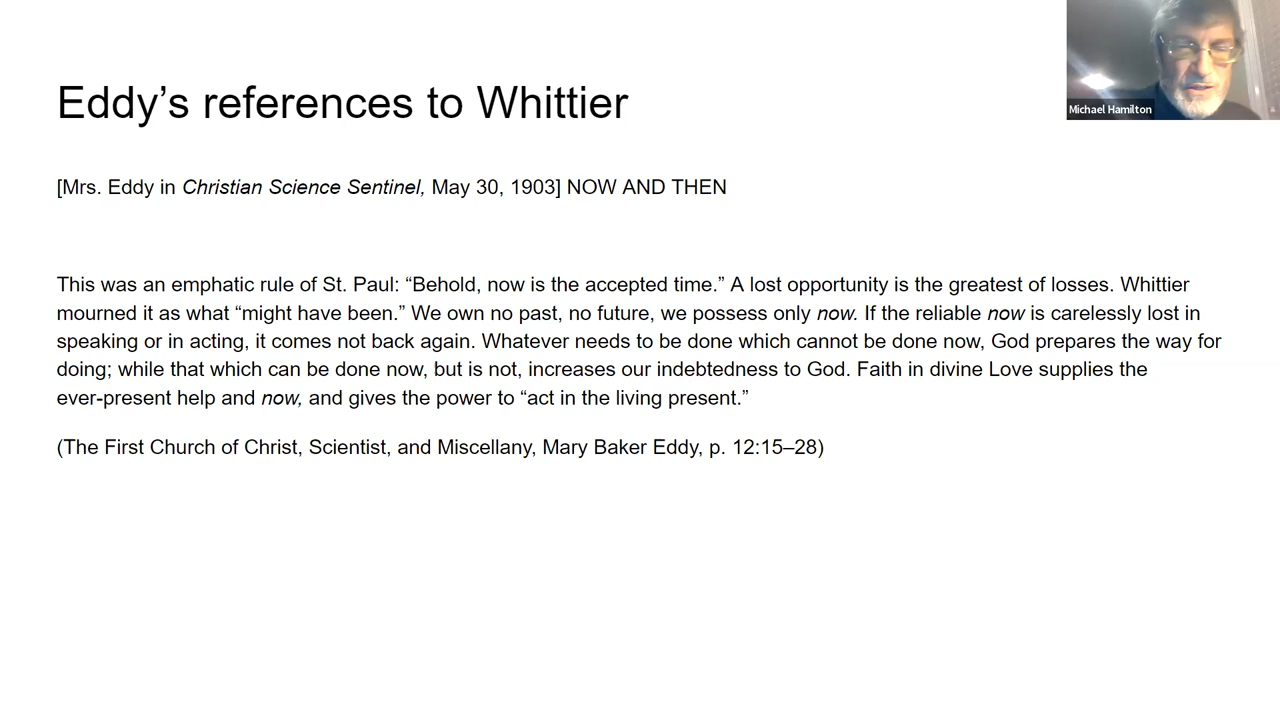 Eddy’s references to Whittier
Michael Hamilton
[Mrs. Eddy in Christian Science Sentinel, May 30, 1903] NOW AND THEN
This was an emphatic rule of St. Paul: “Behold, now is the accepted time.” A lost opportunity is the greatest of losses. Whittier
mourned it as what “might have been.” We own no past, no future, we possess only now. If the reliable now is carelessly lost in
speaking or in acting, it comes not back again. Whatever needs to be done which cannot be done now, God prepares the way for
doing; while that which can be done now, but is not, increases our indebtedness to God. Faith in divine Love supplies the
ever-present help and now, and gives the power to “act in the living present.”
(The First Church of Christ, Scientist, and Miscellany, Mary Baker Eddy, p. 12:15–28)